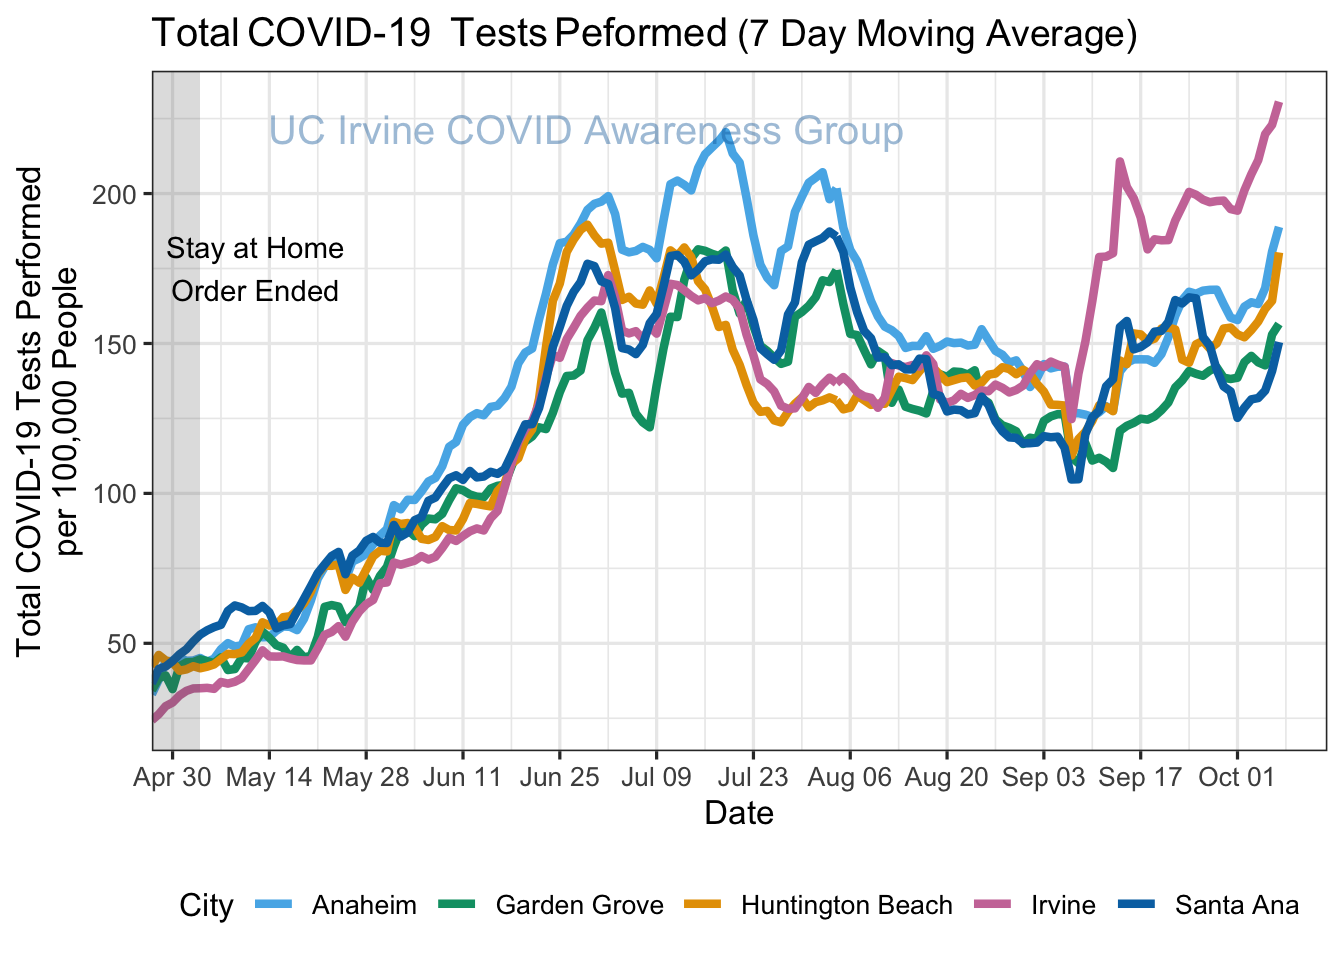 Total COVID-19  Tests Peformed (7 Day Moving Average)
UC Irvine COVID Awareness Group
Stay at Home
Order Ended
Total COVID-19 Tests Performed
per 100,000 People
200
150
100
50
Apr 30 May 14 May 28 Jun 11 Jun 25 Jul 09 Jul 23 Aug 06 Aug 20 Sep 03 Sep 17 Oct 01
Date
City Anaheim Garden Grove Huntington Beach Irvine Santa Ana